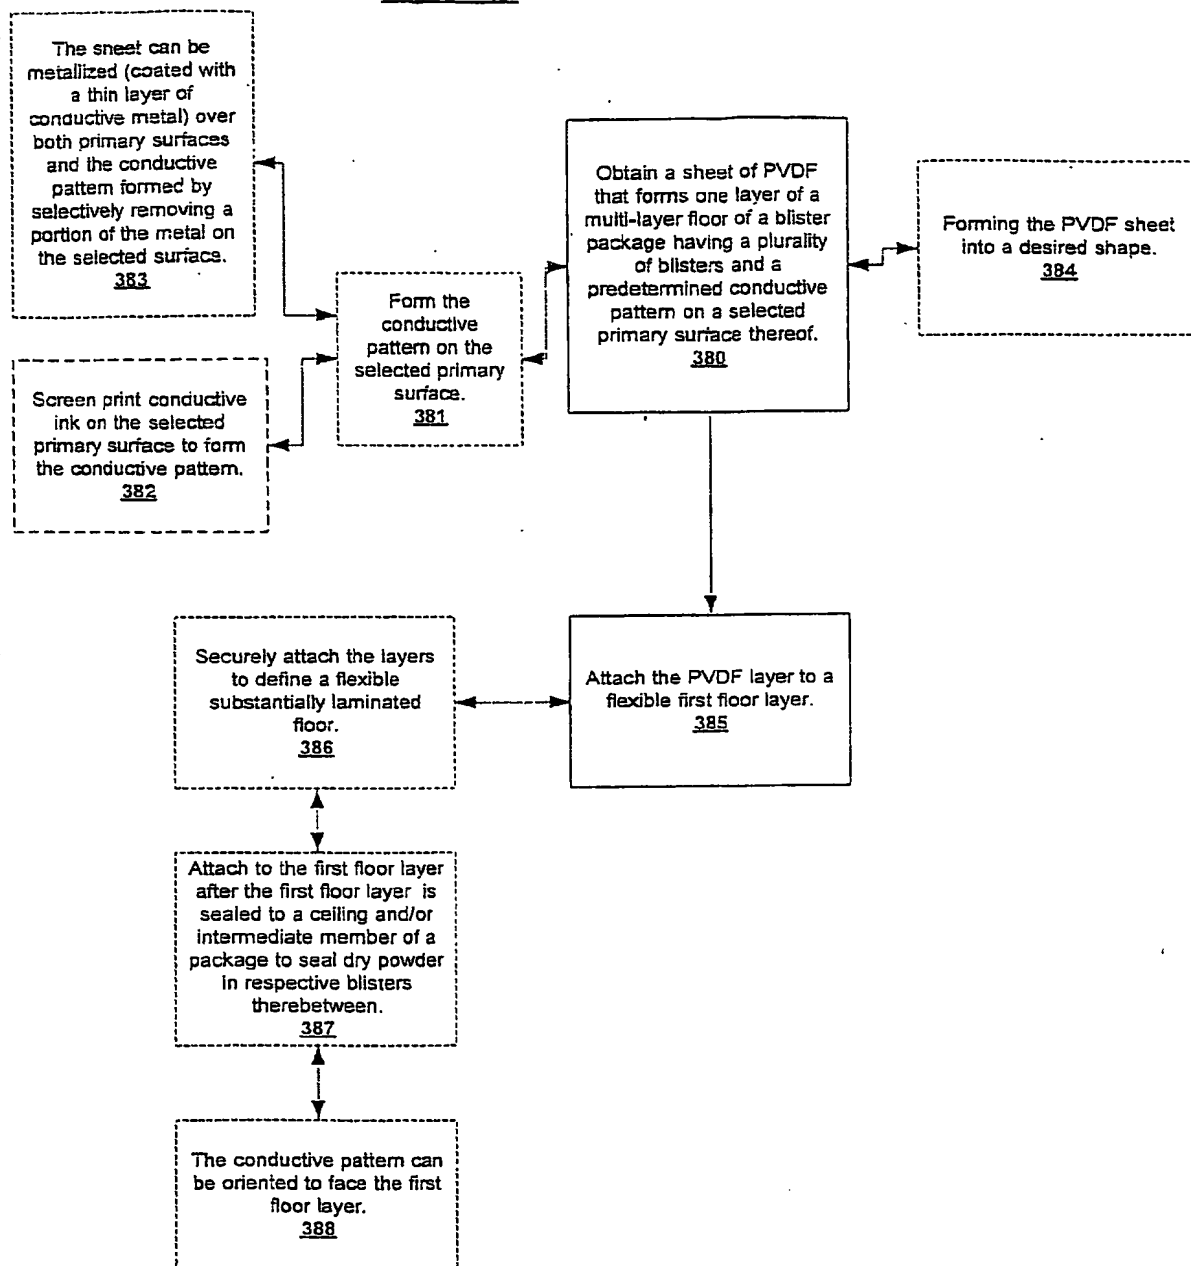 The sheet can be
metallized (coated with
a thin layer of
conductive metal) over
both primary surfaces
and the conductive
pattern formed by
selectively removing a
portion of the metal on
the selected surface.
383
Screen print conductive
ink on the selected
primary surface to form
the conductive pattern.
382
Form the
conductive
pattern on the
selected primary
surface.
381
Obtain a sheet of PVDF
that forms one layer of a
multi-layer floor of a blister
package having a plurality
of blisters and a
predetermined conductive
pattern on a selected
primary surface thereof.
380
Forming the PVDF sheet
into a desired shape.
384
Attach the PVDF layer to a
flexible first floor layer.
385
Securely attach the layers
to define a flexible
substantially laminated
floor.
386
Attach to the first floor layer
after the first floor layer is
sealed to a ceiling and/or
intermediate member of a
package to seal dry powder
in respective blisters
therebetween.
387
The conductive pattern can
be oriented to face the first
floor layer.
388